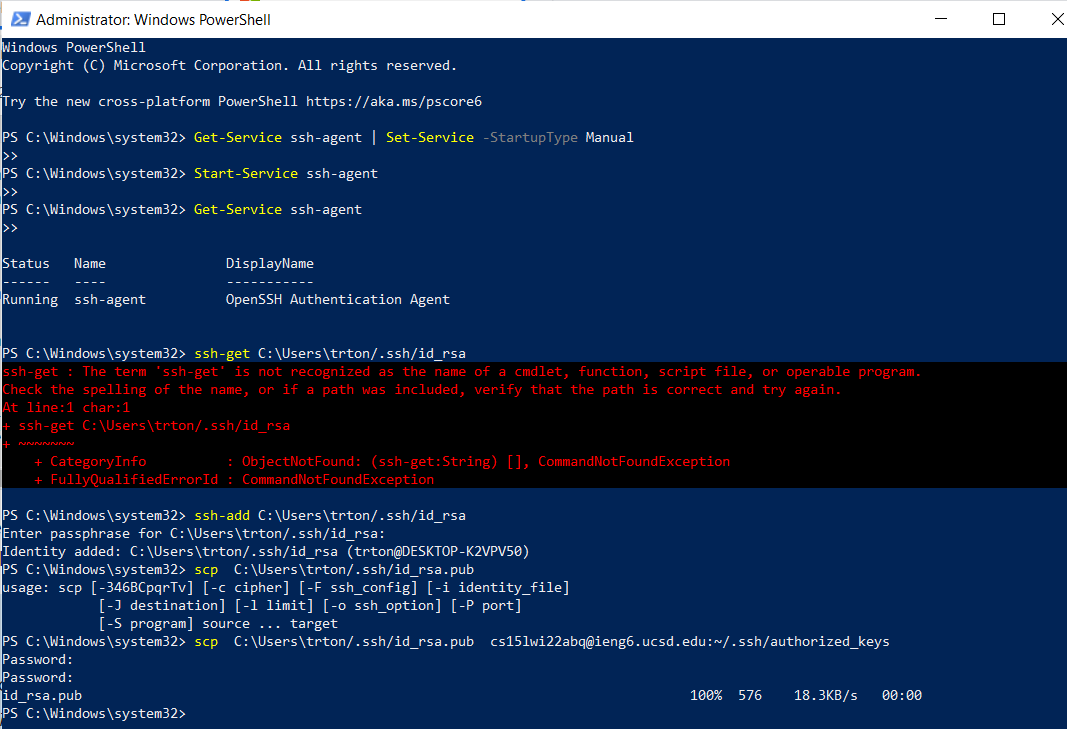 Administrator: Windows PowerShell
Windows PowerShell
Copyright (C) Microsoft Corporation. All rights reserved.
Try the new cross-platform PowerShell https://aka.ms/pscore6
PS C:\Windows\system32> Get-Service ssh-agent | Set-Service -StartupType Manual
>>
PS C:\Windows\system32> Start-Service ssh-agent
>>
PS C:\Windows\system32> Get-Service ssh-agent
>>
Status   Name               DisplayName
------   ----               -----------
Running  ssh-agent          OpenSSH Authentication Agent
PS C:\Windows\system32> ssh-get C:\Users\trton/.ssh/id_rsa
ssh-get : The term 'ssh-get' is not recognized as the name of a cmdlet, function, script file, or operable program.
Check the spelling of the name, or if a path was included, verify that the path is correct and try again.
At line:1 char:1
+ ssh-get C:\Users\trton/.ssh/id_rsa
+ ~~~~~~~
    + CategoryInfo          : ObjectNotFound: (ssh-get:String) [], CommandNotFoundException
    + FullyQualifiedErrorId : CommandNotFoundException
PS C:\Windows\system32> ssh-add C:\Users\trton/.ssh/id_rsa
Enter passphrase for C:\Users\trton/.ssh/id_rsa:
Identity added: C:\Users\trton/.ssh/id_rsa (trton@DESKTOP-K2VPV50)
PS C:\Windows\system32> scp  C:\Users\trton/.ssh/id_rsa.pub
usage: scp [-346BCpqrTv] [-c cipher] [-F ssh_config] [-i identity_file]
            [-J destination] [-l limit] [-o ssh_option] [-P port]
            [-S program] source ... target
PS C:\Windows\system32> scp  C:\Users\trton/.ssh/id_rsa.pub  cs15lwi22abq@ieng6.ucsd.edu:~/.ssh/authorized_keys
Password:
Password:
id_rsa.pub                                                                            100%  576    18.3KB/s   00:00
PS C:\Windows\system32>